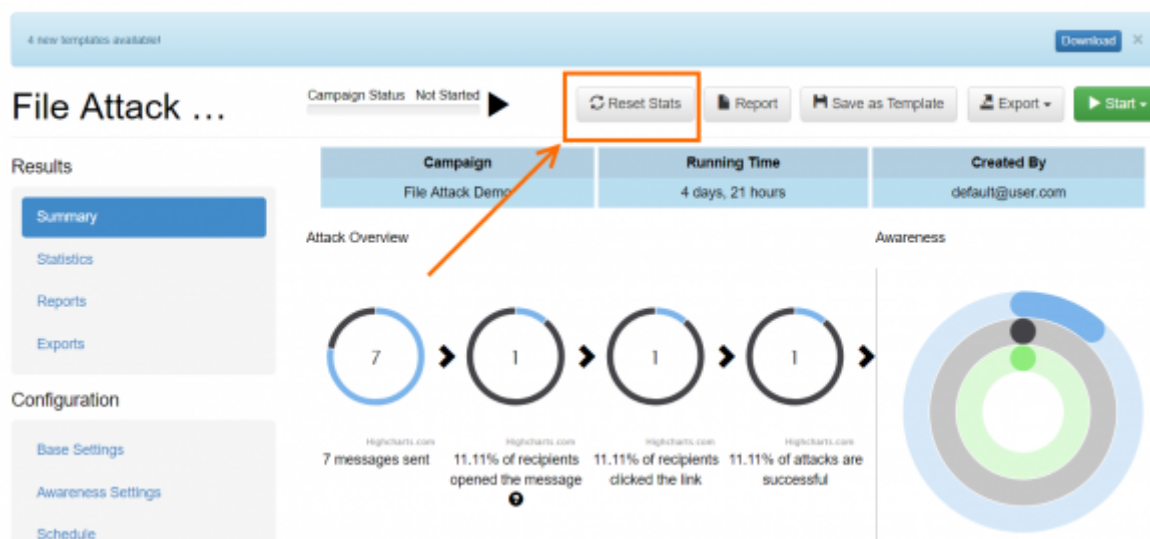 4 new templates available!
Download ×
File Attack ...
Campaign Status Not Started
Reset Stats
Report
Save as Template
Export
Start
Results
Summary
Statistics
Reports
Exports
Configuration
Base Settings
Awareness Settings
Schedule
Campaign
Running Time
Created By
File Attack Demo
4 days, 21 hours
default@user.com
Attack Overview
Awareness
7
1
1
1
Highcharts.com
Highcharts.com
Highcharts.com
Highcharts.com
7 messages sent
11.11% of recipients
opened the message
?
11.11% of recipients
clicked the link
11.11% of attacks are
successful